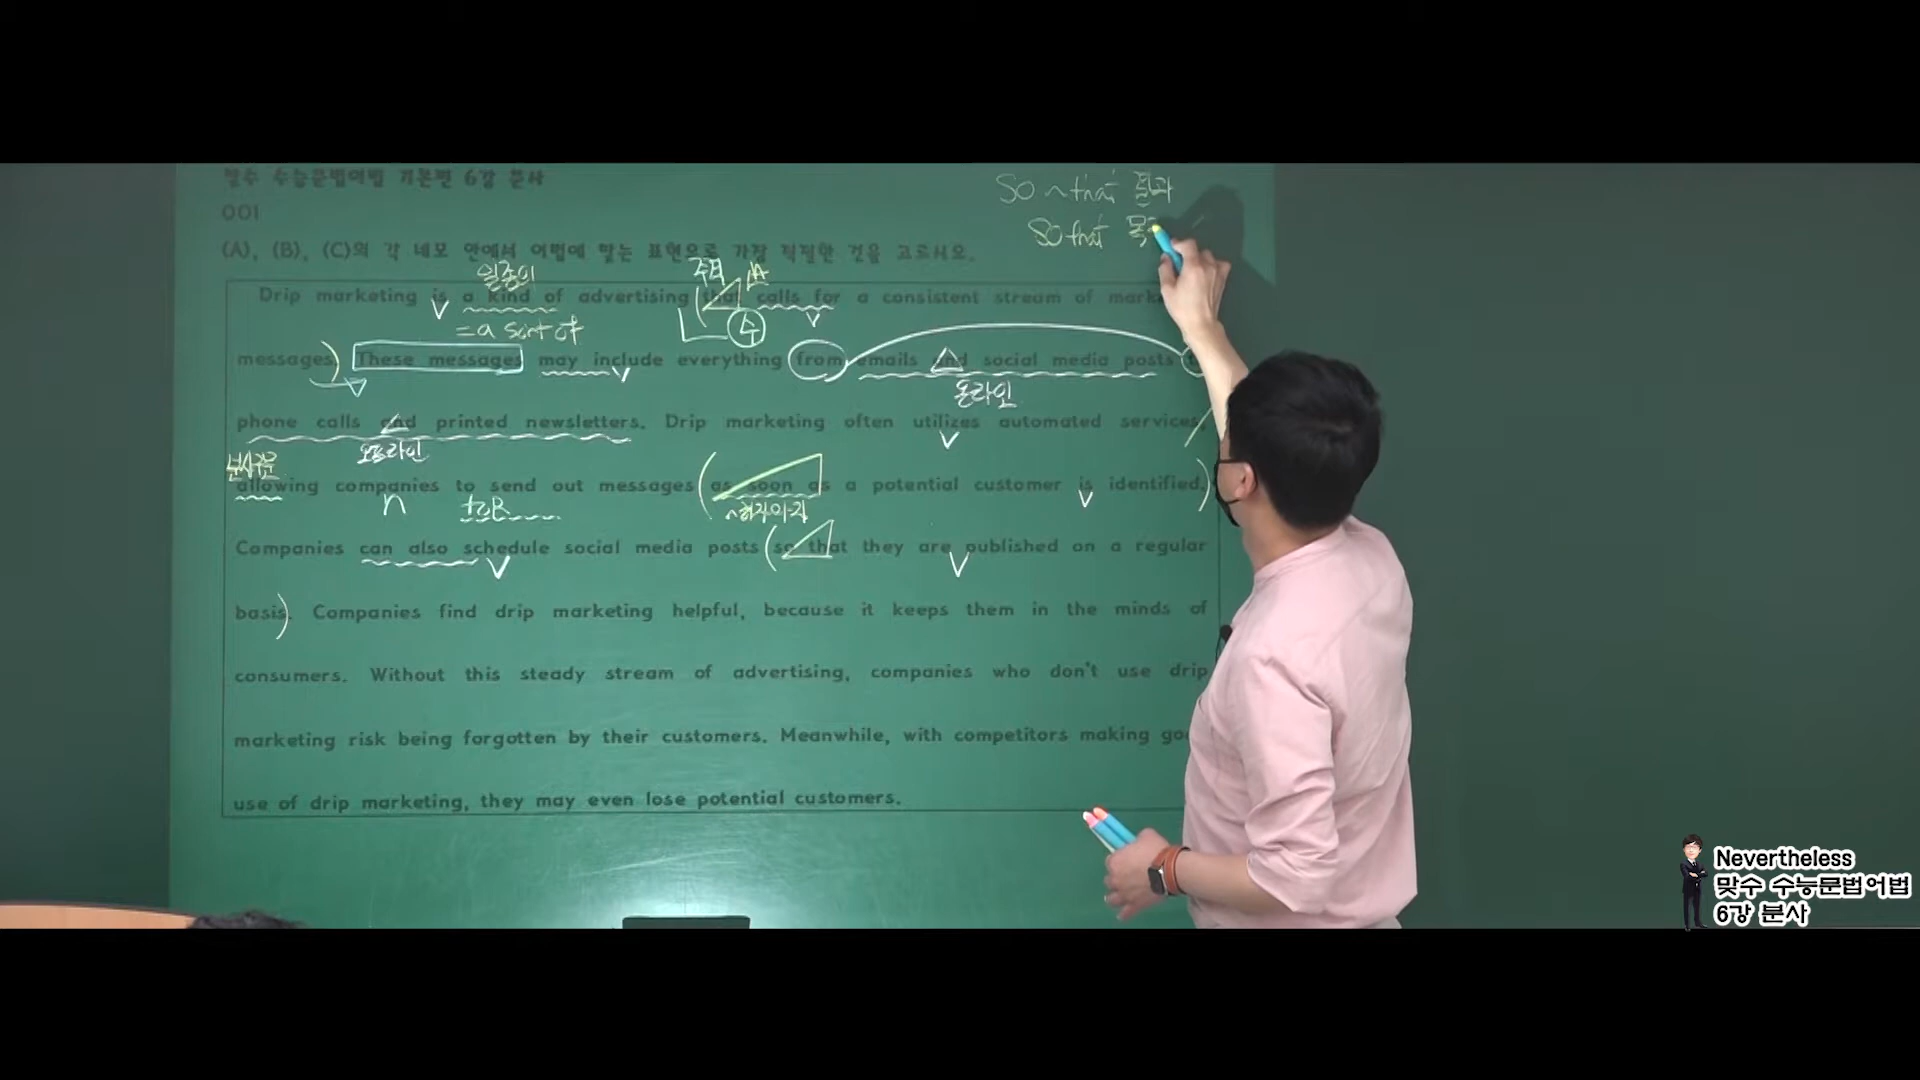 맞수 수능문법어법 기본편 6강 분사
001
(A), (B), (C)의 각 네모 안에서 어법에 맞는 표현으로 가장 적절한 것을 고르시오.
So ~ that 결과
So that 목
일종의
주격
Drip marketing is a kind of advertising that calls for a consistent stream of
= a sort of
수
messages. These messages may include everything from emails and social media posts
온라인
phone calls and printed newsletters. Drip marketing often utilizes automated services,
오프라인
분사구문
allowing companies to send out messages as soon as a potential customer is identified.
n
to R
~하자마자
Companies can also schedule social media posts so that they are published on a regular
basis. Companies find drip marketing helpful, because it keeps them in the minds of
consumers. Without this steady stream of advertising, companies who don't use drip
marketing risk being forgotten by their customers. Meanwhile, with competitors making
use of drip marketing, they may even lose potential customers.
Nevertheless
맞수 수능문법어법
6강 분사